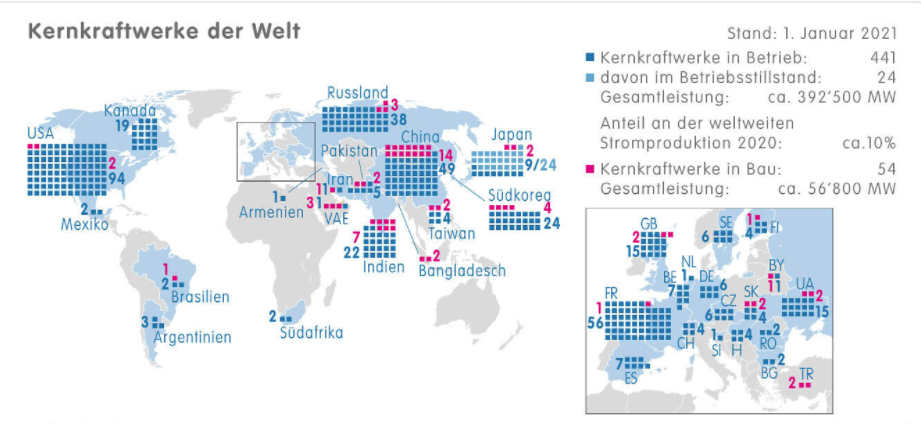 Kernkraftwerke der Welt
Stand: 1. Januar 2021
Kernkraftwerke in Betrieb: 441
davon im Betriebsstillstand: 24
Gesamtleistung: ca. 392'500 MW
Anteil an der weltweiten
Stromproduktion 2020: ca.10%
Kernkraftwerke in Bau: 54
Gesamtleistung: ca. 56'800 MW
Kanada
19
USA
2
94
Mexiko
2
Russland
3
38
China
14
49
Japan
2
9/24
Pakistan
2
5
Iran
1 1
Armenien
1
VAE
3 1
Südkorea
4
24
Taiwan
2
4
Indien
7
22
Bangladesch
2
Brasilien
1
2
Argentinien
3
Südafrika
2
GB
2
15
SE
6
FI
1
4
NL
1
BE
7
DE
6
BY
1 1
FR
1
56
CZ
6
SK
2
4
UA
2
15
CH
4
SI
1
H
4
RO
2
ES
7
BG
2
TR
2